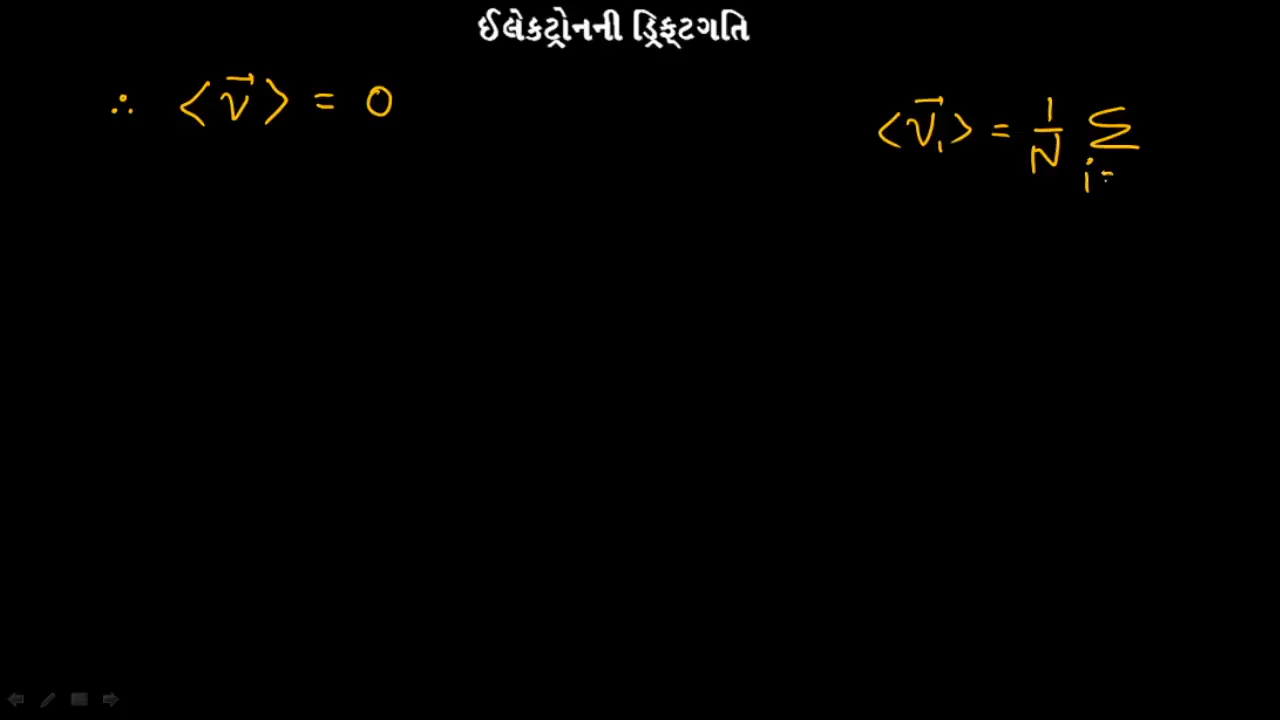 ઈલેક્ટ્રોનની ડ્રિફ્ટગતિ
∴ <v⃗> = 0
<v⃗₁> = 1/N Σ i=